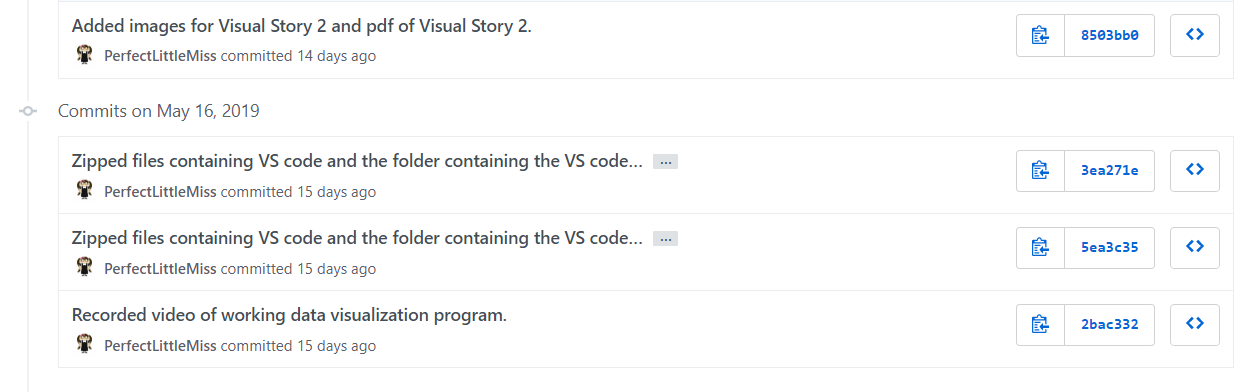 Added images for Visual Story 2 and pdf of Visual Story 2.
8503bb0
PerfectLittleMiss committed 14 days ago
Commits on May 16, 2019
Zipped files containing VS code and the folder containing the VS code... ...
3ea271e
PerfectLittleMiss committed 15 days ago
Zipped files containing VS code and the folder containing the VS code... ...
5ea3c35
PerfectLittleMiss committed 15 days ago
Recorded video of working data visualization program.
2bac332
PerfectLittleMiss committed 15 days ago